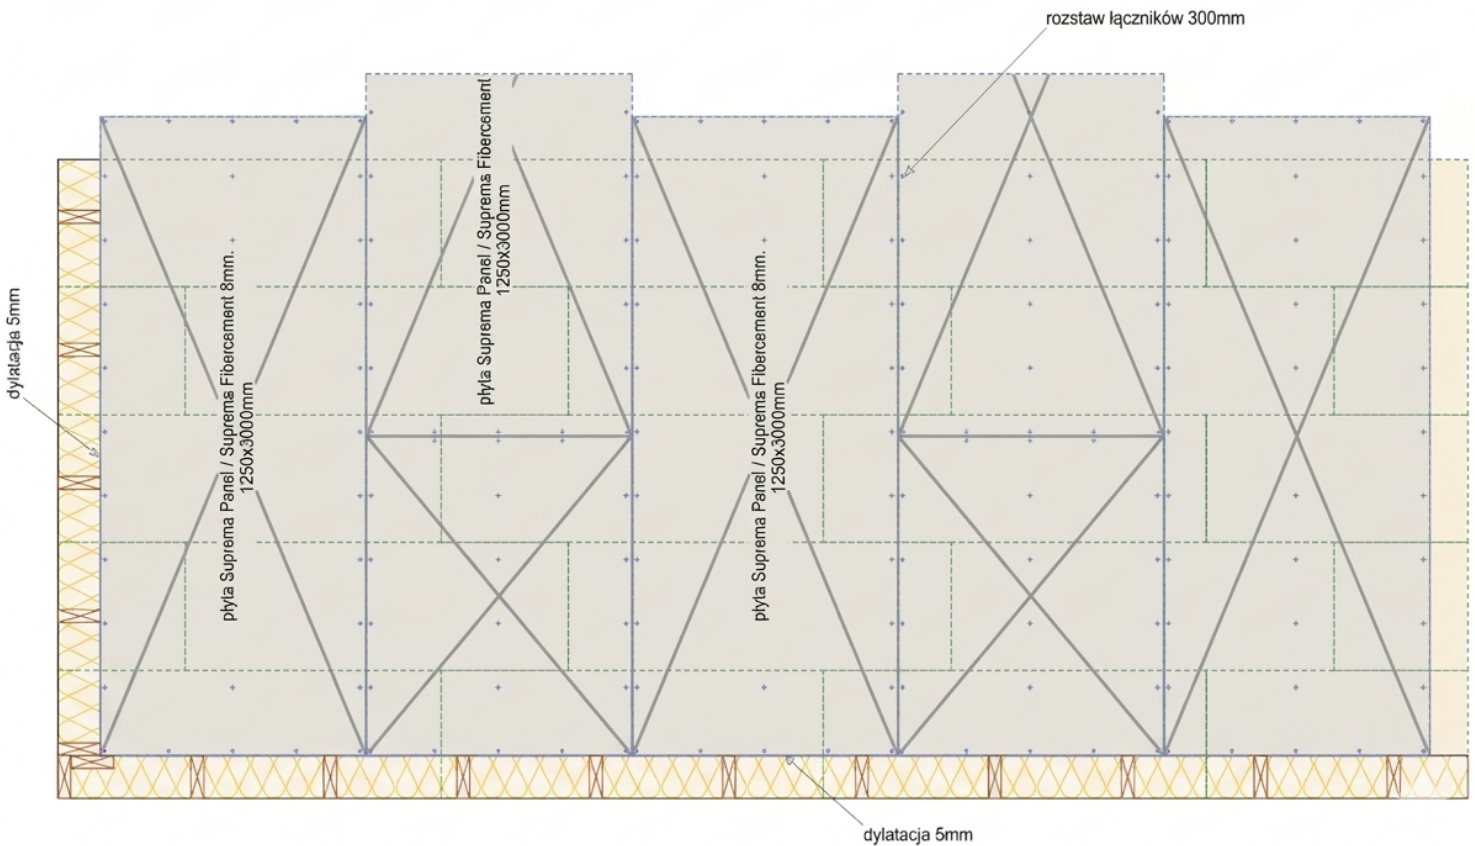 rozstaw łączników 300mm
płyta Suprema Panel / Suprema Fibercement
1250x3000mm
płyta Suprema Panel / Suprema Fibercement 8mm.
1250x3000mm
płyta Suprema Panel / Suprema Fibercement 8mm.
1250x3000mm
dylatacja 5mm
dylatacja 5mm